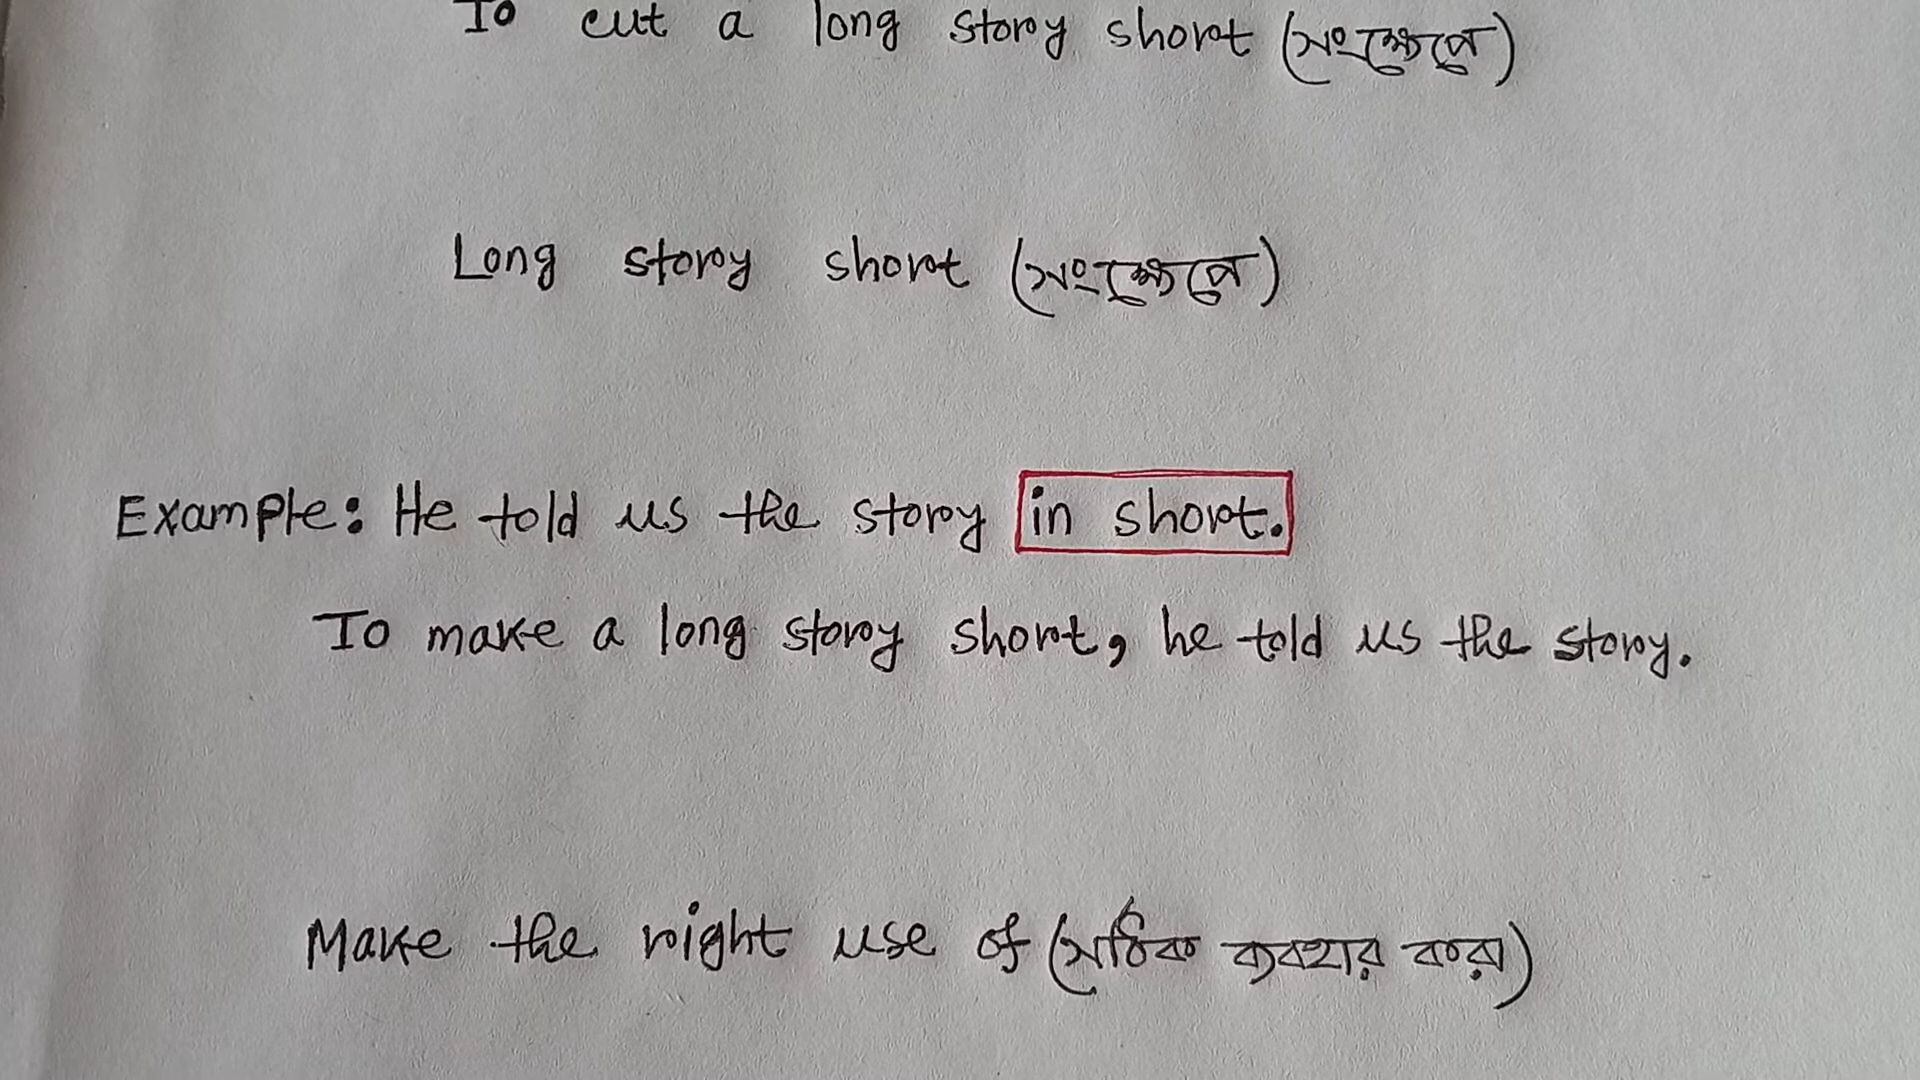 To cut a long story short (সংক্ষেপে)
Long story short (সংক্ষেপে)
Example: He told us the story in short.
To make a long story short, he told us the story.
Make the right use of (সঠিক ব্যবহার করা)